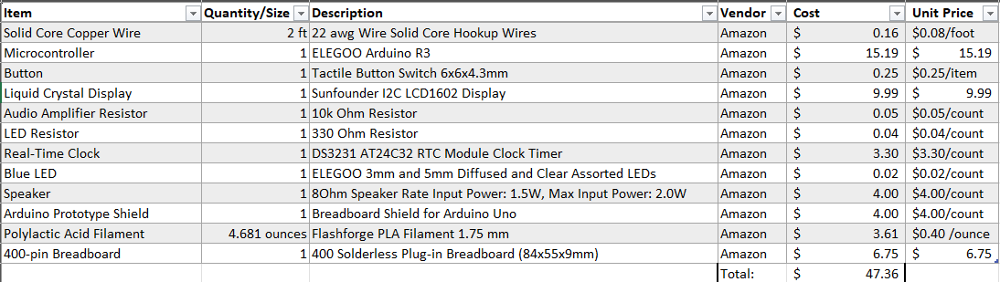 Item Quantity/Size Description Vendor Cost Unit Price
Solid Core Copper Wire 2 ft 22 awg Wire Solid Core Hookup Wires Amazon $ 0.16 $0.08/foot
Microcontroller 1 ELEGOO Arduino R3 Amazon $ 15.19 $ 15.19
Button 1 Tactile Button Switch 6x6x4.3mm Amazon $ 0.25 $0.25/item
Liquid Crystal Display 1 Sunfounder I2C LCD1602 Display Amazon $ 9.99 $ 9.99
Audio Amplifier Resistor 1 10k Ohm Resistor Amazon $ 0.05 $0.05/count
LED Resistor 1 330 Ohm Resistor Amazon $ 0.04 $0.04/count
Real-Time Clock 1 DS3231 AT24C32 RTC Module Clock Timer Amazon $ 3.30 $3.30/count
Blue LED 1 ELEGOO 3mm and 5mm Diffused and Clear Assorted LEDs Amazon $ 0.02 $0.02/count
Speaker 1 8Ohm Speaker Rate Input Power: 1.5W, Max Input Power: 2.0W Amazon $ 4.00 $4.00/count
Arduino Prototype Shield 1 Breadboard Shield for Arduino Uno Amazon $ 4.00 $4.00/count
Polylactic Acid Filament 4.681 ounces Flashforge PLA Filament 1.75 mm Amazon $ 3.61 $0.40 /ounce
400-pin Breadboard 1 400 Solderless Plug-in Breadboard (84x55x9mm) Amazon $ 6.75 $ 6.75
Total: $ 47.36